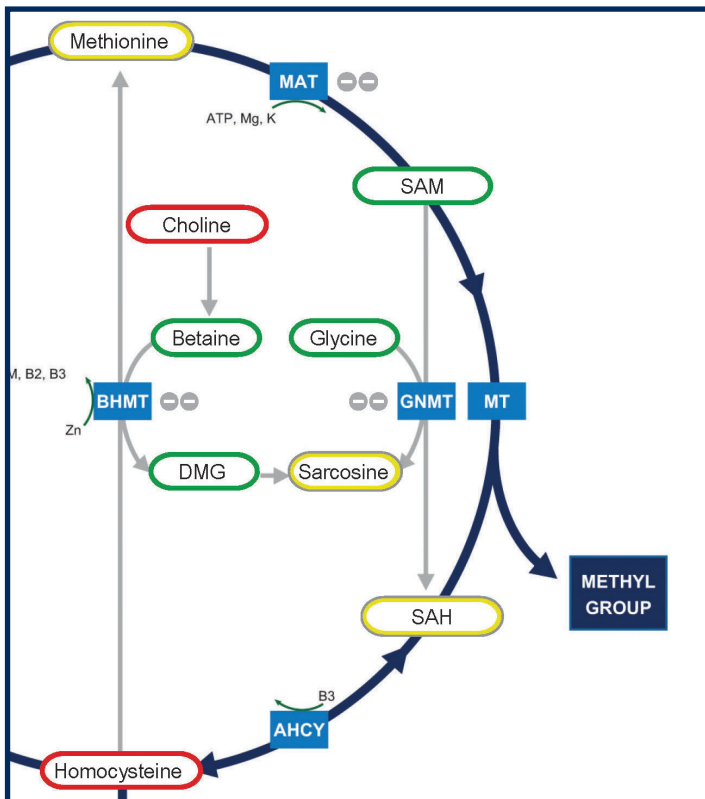 Methionine
MAT
ATP, Mg, K
SAM
Choline
Betaine
Glycine
M, B2, B3
BHMT
GNMT
MT
Zn
DMG
Sarcosine
METHYL
GROUP
SAH
B3
AHCY
Homocysteine